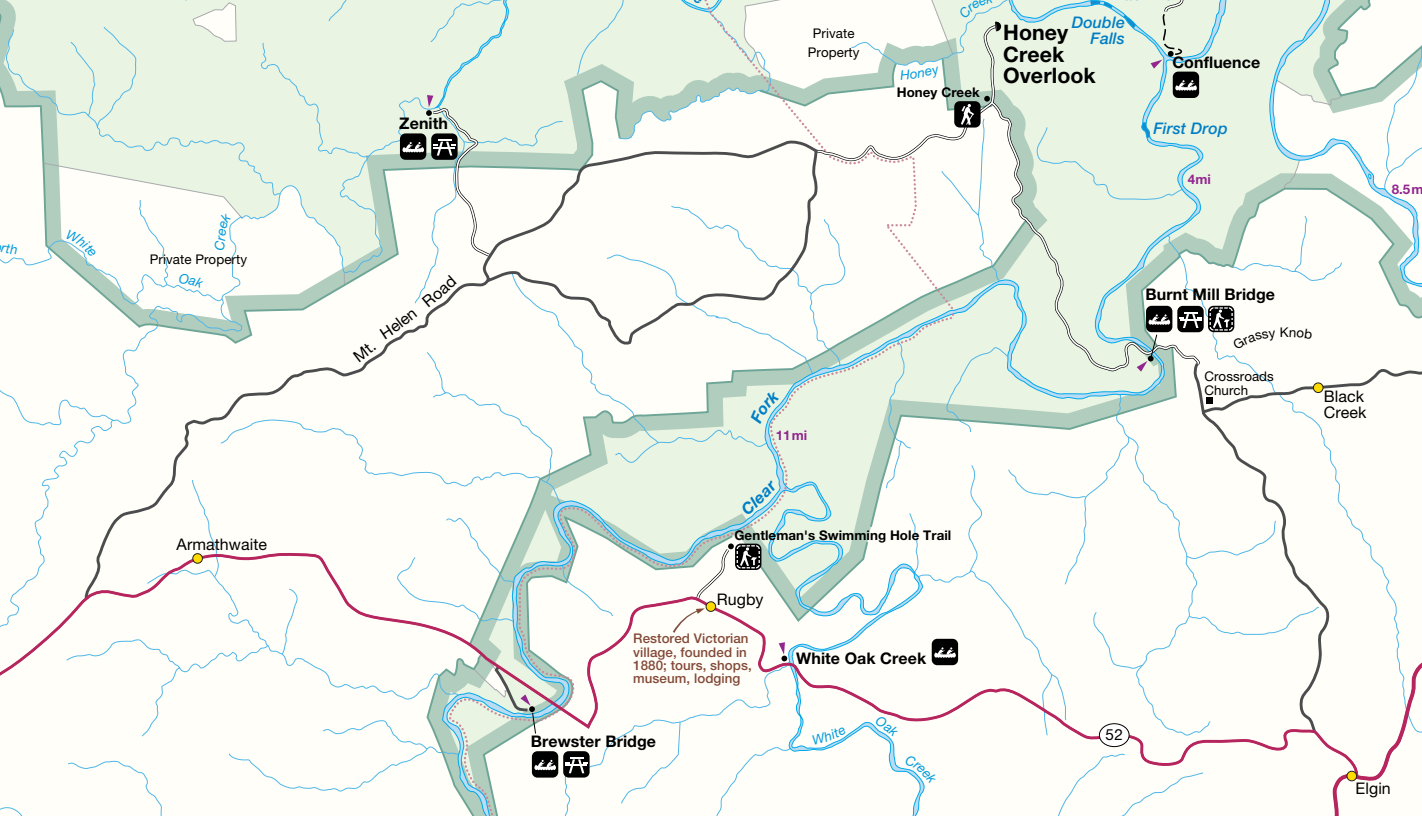 Private
Property
Creek
Double
Falls
Honey
Creek
Overlook
Confluence
Honey
Honey Creek
Zenith
First Drop
4mi
8.5m
White
Creek
Private Property
Oak
rth
Mt. Helen Road
Burnt Mill Bridge
Grassy Knob
Crossroads
Church
Black
Creek
Fork
11mi
Clear
Gentleman's Swimming Hole Trail
Armathwaite
Rugby
Restored Victorian
village, founded in
1880; tours, shops,
museum, lodging
White Oak Creek
Brewster Bridge
White
Oak
Creek
52
Elgin